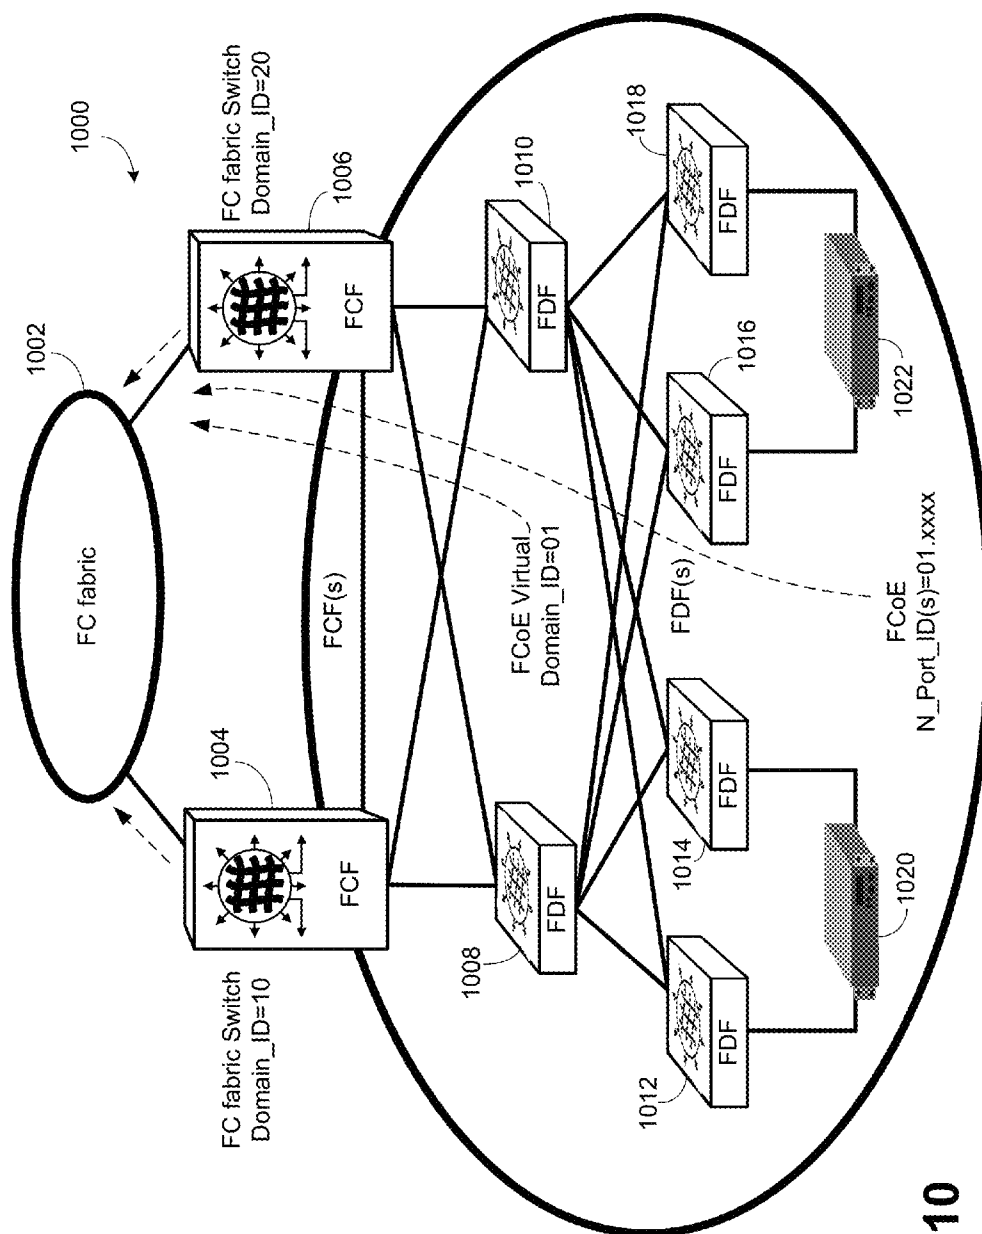 1000
FC fabric Switch
Domain_ID=20
1006
FCF
1002
FC fabric
1004
FCF
FC fabric Switch
Domain_ID=10
FCF(s)
1010
FDF
FCoE Virtual
Domain_ID=01
1008
FDF
1018
FDF
1016
FDF
FDF(s)
1014
FDF
1012
FDF
1022
FCoE
N_Port_ID(s)=01.xxxx
1020
10